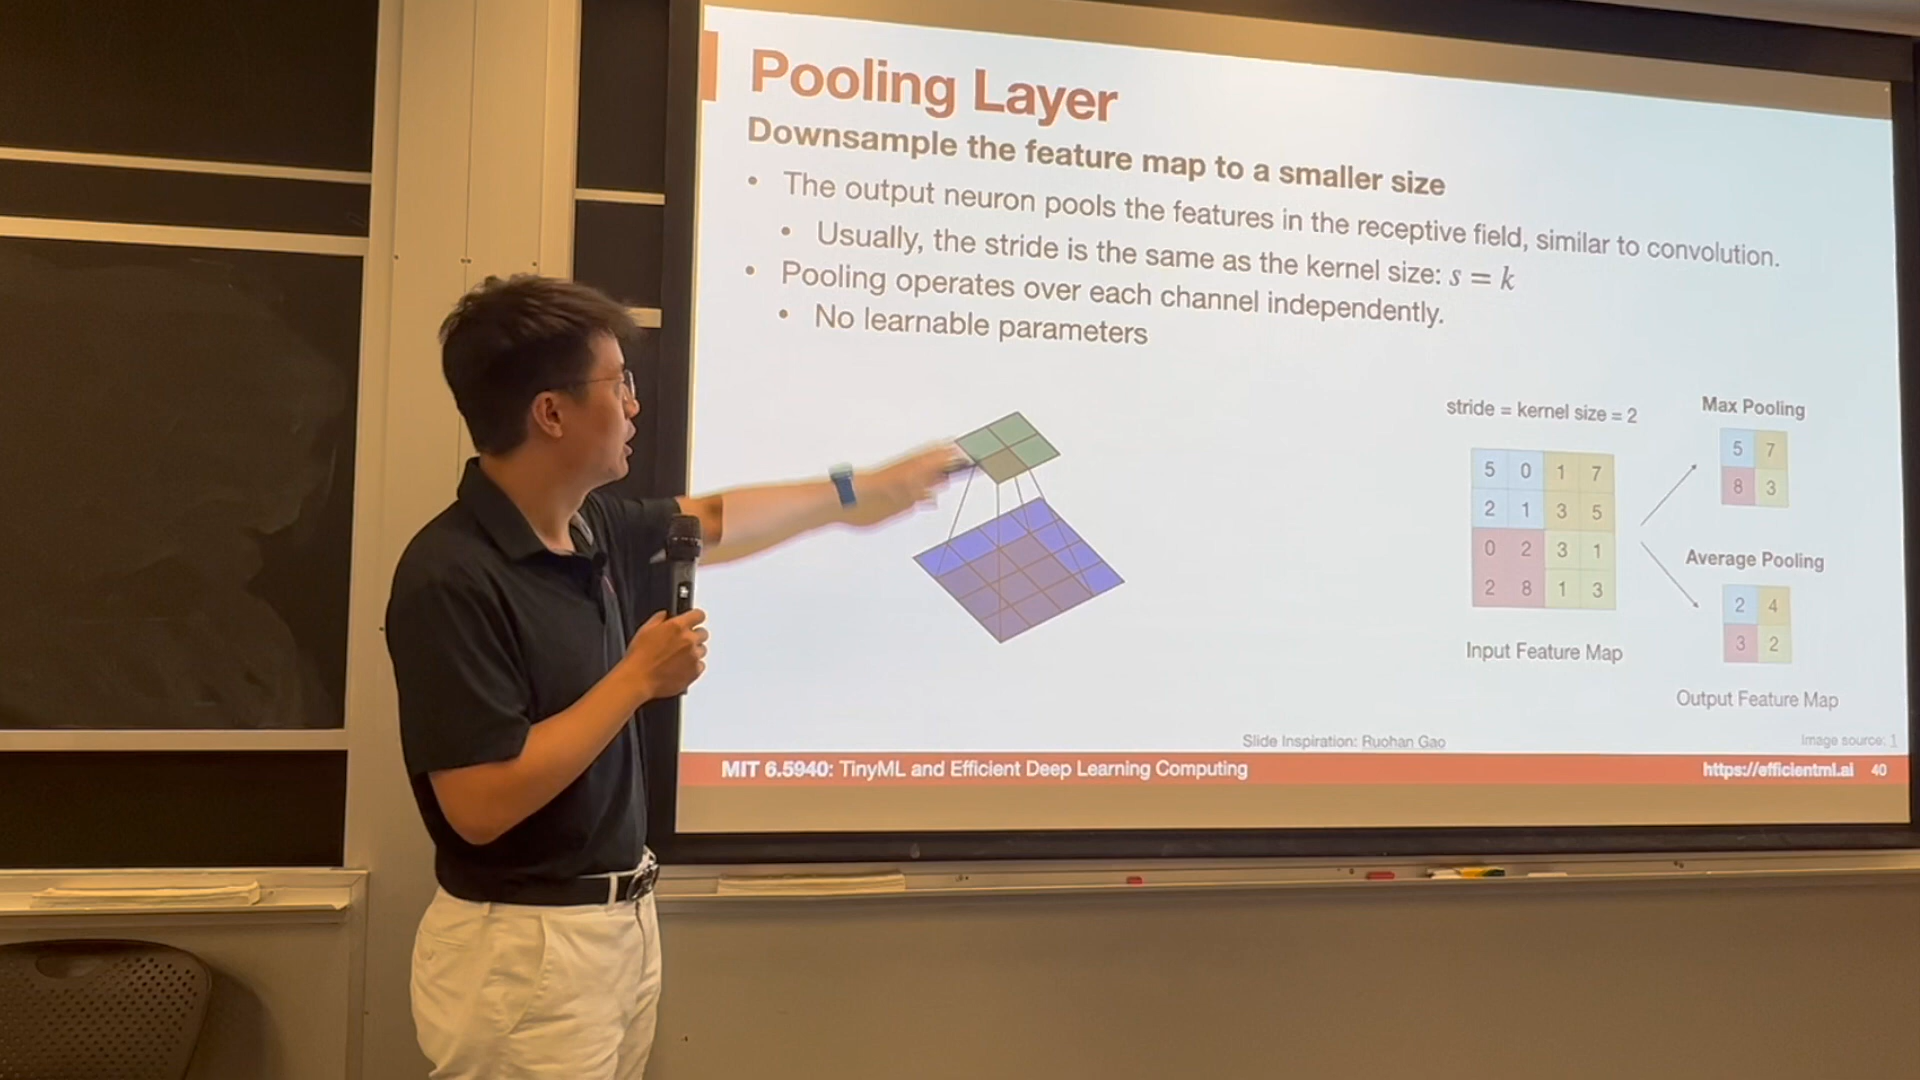 Pooling Layer
Downsample the feature map to a smaller size
• The output neuron pools the features in the receptive field, similar to convolution.
• Usually, the stride is the same as the kernel size: s = k
• Pooling operates over each channel independently.
• No learnable parameters
stride = kernel size = 2
5 0 1 7
2 1 3 5
0 2 3 1
2 8 1 3
Input Feature Map
Max Pooling
5 7
8 3
Average Pooling
2 4
3 2
Output Feature Map
Slide Inspiration: Ruohan Gao
Image source: 1
MIT 6.5940: TinyML and Efficient Deep Learning Computing
https://efficientml.ai 40